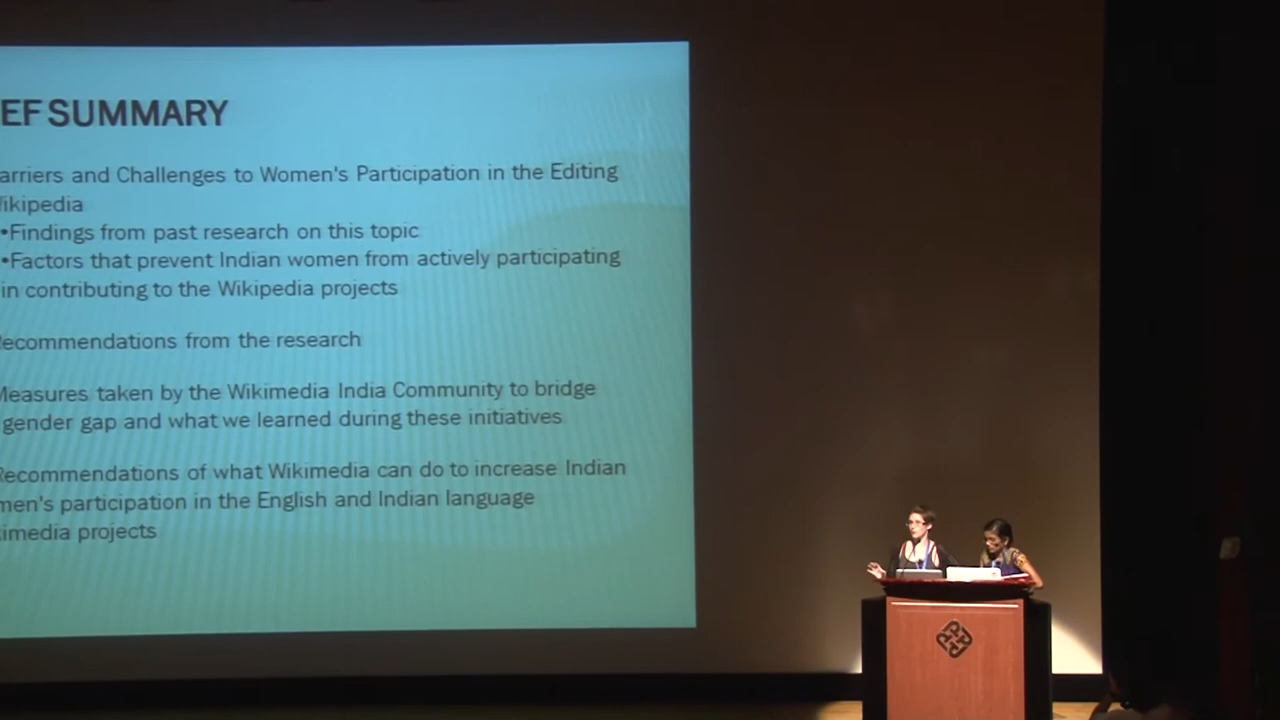 EF SUMMARY
arriers and Challenges to Women's Participation in the Editing
ikipedia
•Findings from past research on this topic
•Factors that prevent Indian women from actively participating
in contributing to the Wikipedia projects
ecommendations from the research
Measures taken by the Wikimedia India Community to bridge
gender gap and what we learned during these initiatives
Recommendations of what Wikimedia can do to increase Indian
men's participation in the English and Indian language
kimedia projects